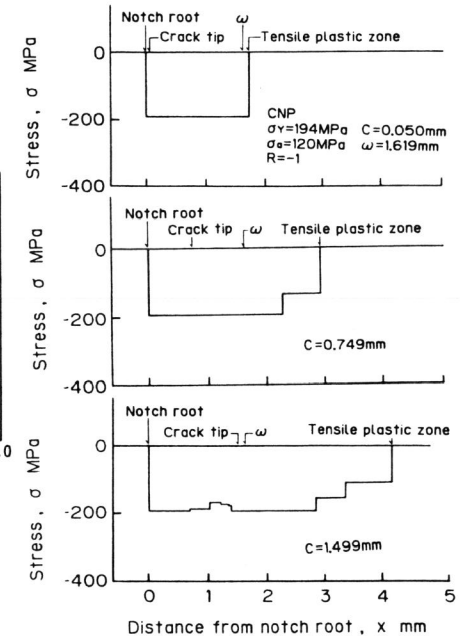 Notch root
ω
Crack tip
Tensile plastic zone
0
-200
-400
Stress, σ MPa
CNP
σY=194MPa C=0.050mm
σa=120MPa ω=1.619mm
R=-1
Notch root
Crack tip
ω
Tensile plastic zone
0
-200
-400
Stress, σ MPa
C=0.749mm
Notch root
Crack tip
ω
Tensile plastic zone
0
-200
-400
Stress, σ MPa
C=1.499mm
0
0 1 2 3 4 5
Distance from notch root, x mm